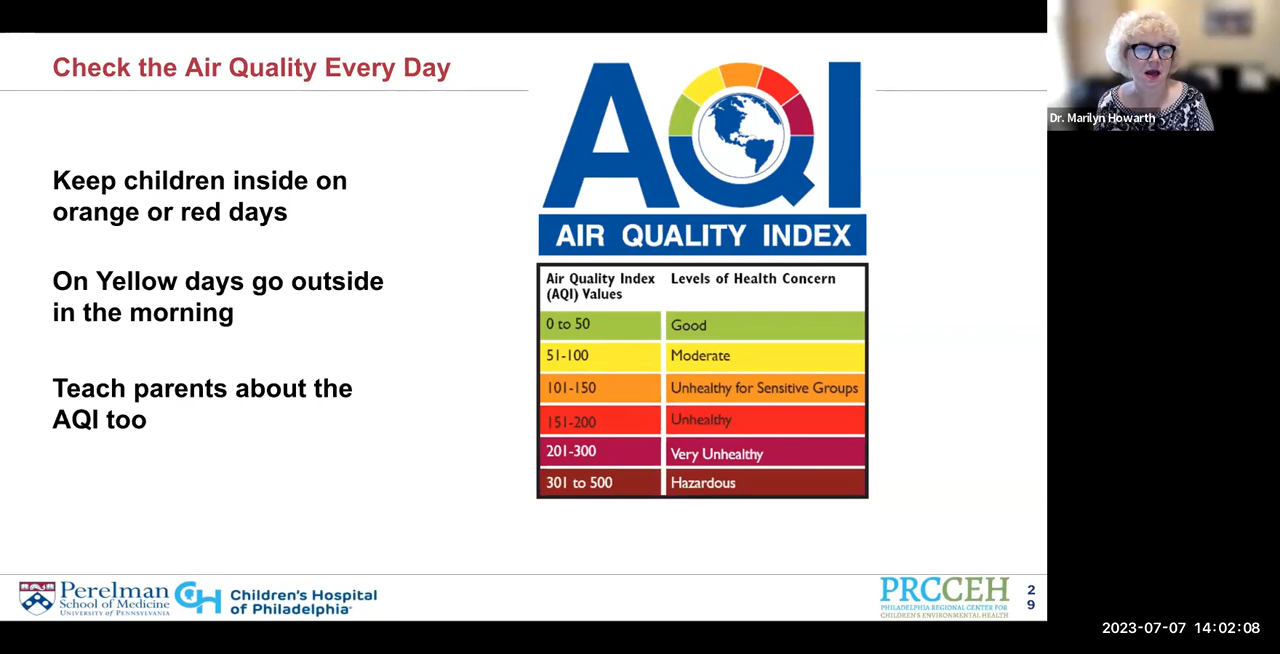 Check the Air Quality Every Day
Keep children inside on
orange or red days
On Yellow days go outside
in the morning
Teach parents about the
AQI too
AQI
AIR QUALITY INDEX
Air Quality Index
(AQI) Values
Levels of Health Concern
0 to 50 Good
51-100 Moderate
101-150 Unhealthy for Sensitive Groups
151-200 Unhealthy
201-300 Very Unhealthy
301 to 500 Hazardous
Dr. Marilyn Howarth
Perelman
School of Medicine
UNIVERSITY OF PENNSYLVANIA
CH
Children's Hospital
of Philadelphia
PRCCEH
PHILADELPHIA REGIONAL CENTER FOR
CHILDREN'S ENVIRONMENTAL HEALTH
2
9
2023-07-07 14:02:08